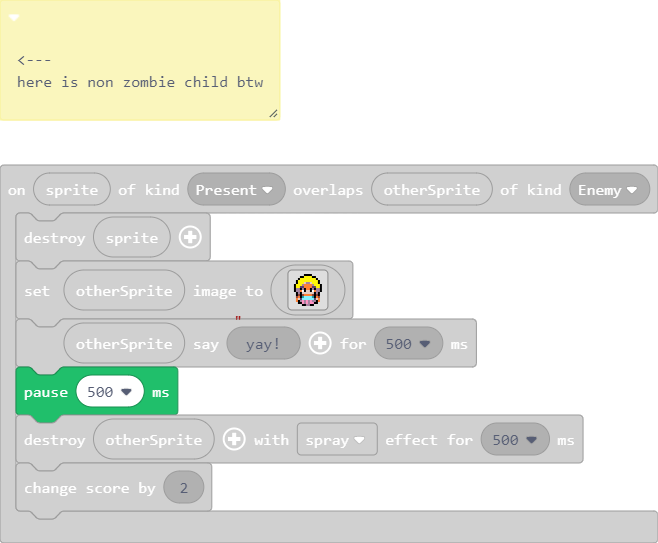 <---
here is non zombie child btw
on sprite of kind Present overlaps otherSprite of kind Enemy
destroy sprite
set otherSprite image to
"
otherSprite say yay! for 500 ms
pause 500 ms
destroy otherSprite with spray effect for 500 ms
change score by 2